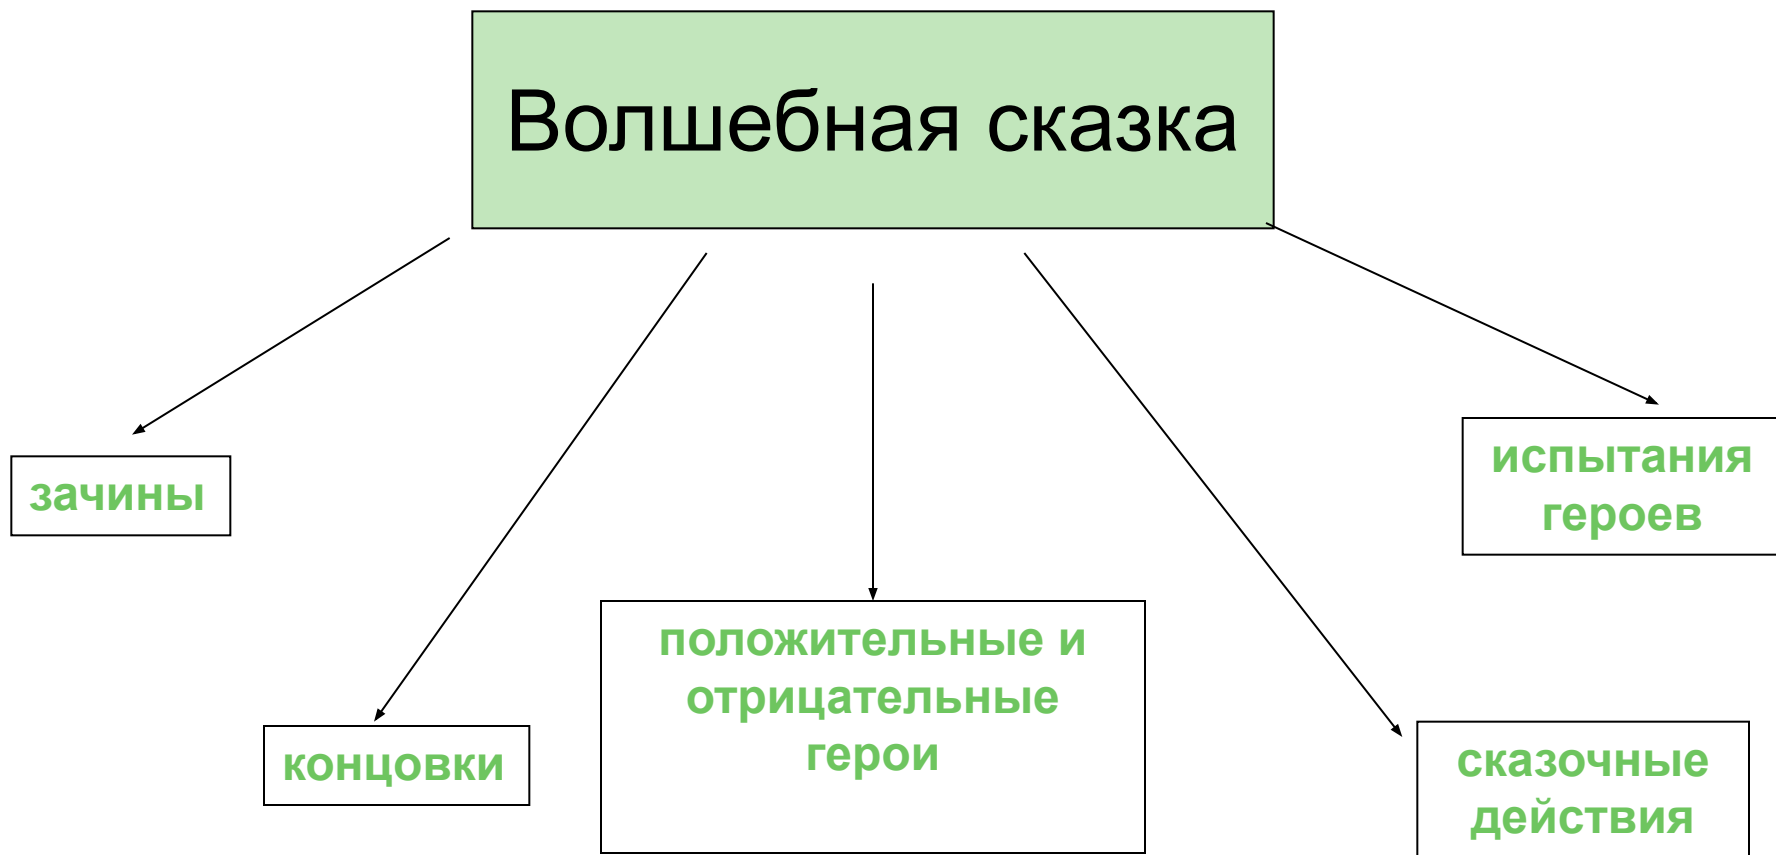 Волшебная сказка
зачины
испытания
героев
положительные и
отрицательные
герои
концовки
сказочные
действия